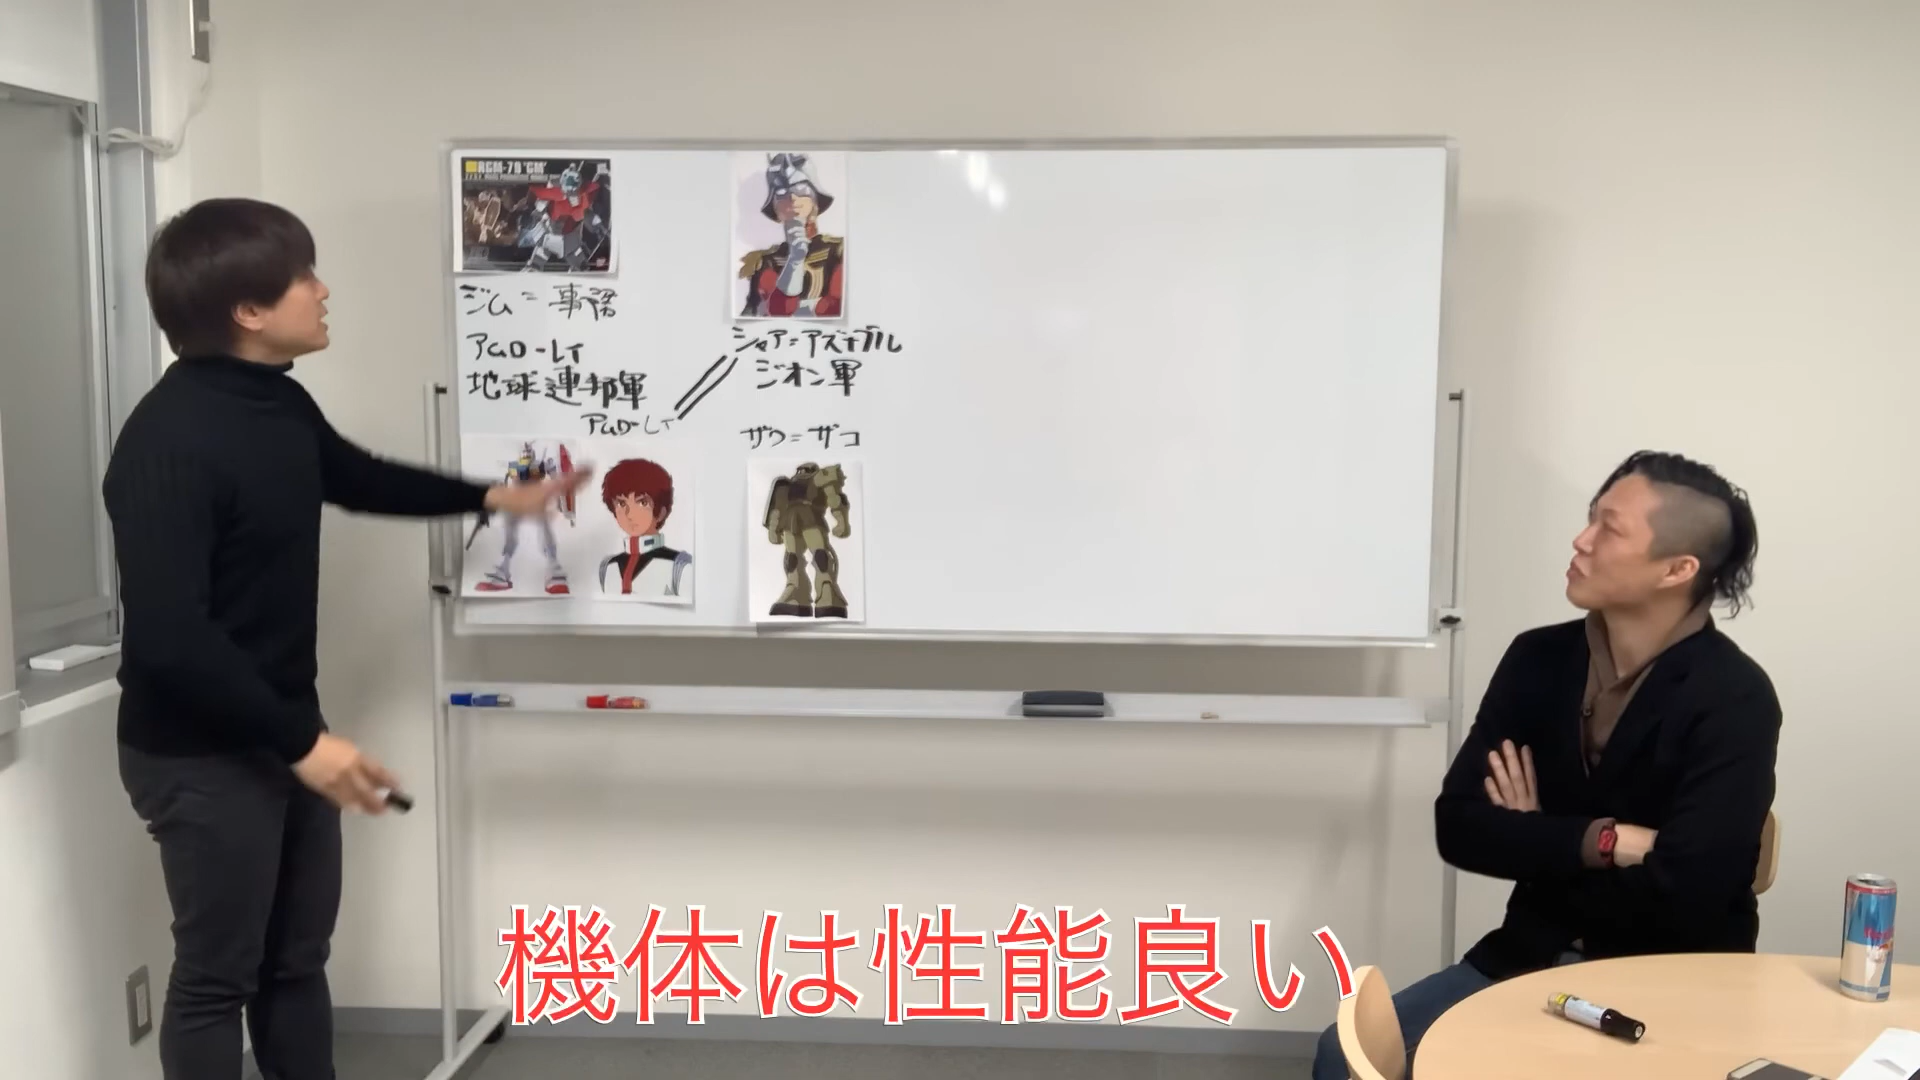 RGM-79 "GM"
ジム=事務
アムロ-レイ
地球連邦軍
アムロ-レイ
シャア=アズナブル
ジオン軍
ザク=ザコ
機体は性能良い